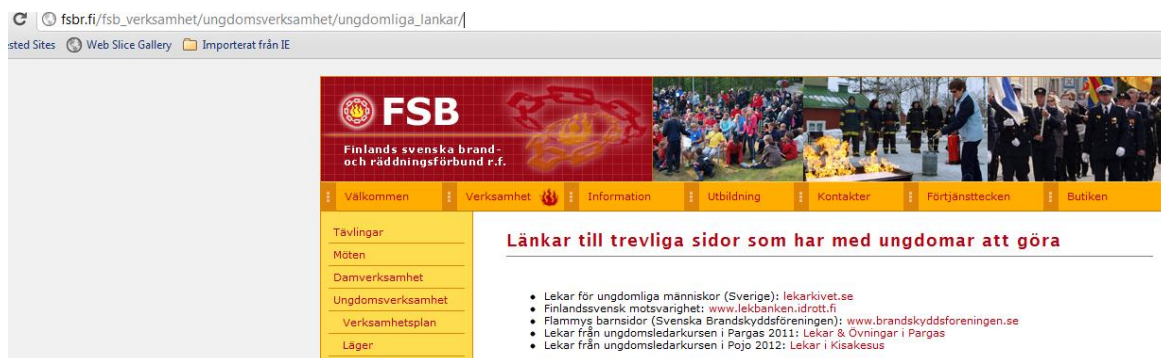 fsbr.fi/fsb_verksamhet/ungdomsverksamhet/ungdomliga_lankar/
ested Sites Web Slice Gallery Importerat från IE
FSB
Finlands svenska brand-
och räddningsförbund r.f.
Välkommen Verksamhet Information Utbildning Kontakter Förtjänsttecken Butiken
Tävlingar
Möten
Damverksamhet
Ungdomsverksamhet
Verksamhetsplan
Läger
Länkar till trevliga sidor som har med ungdomar att göra
• Lekar för ungdomliga människor (Sverige): lekarkivet.se
• Finlandssvensk motsvarighet: www.lekbanken.idrott.fi
• Flammys barnsidor (Svenska Brandskyddsföreningen): www.brandskyddsforeningen.se
• Lekar från ungdomsledarkursen i Pargas 2011: Lekar & Övningar i Pargas
• Lekar från ungdomsledarkursen i Pojo 2012: Lekar i Kisakesus